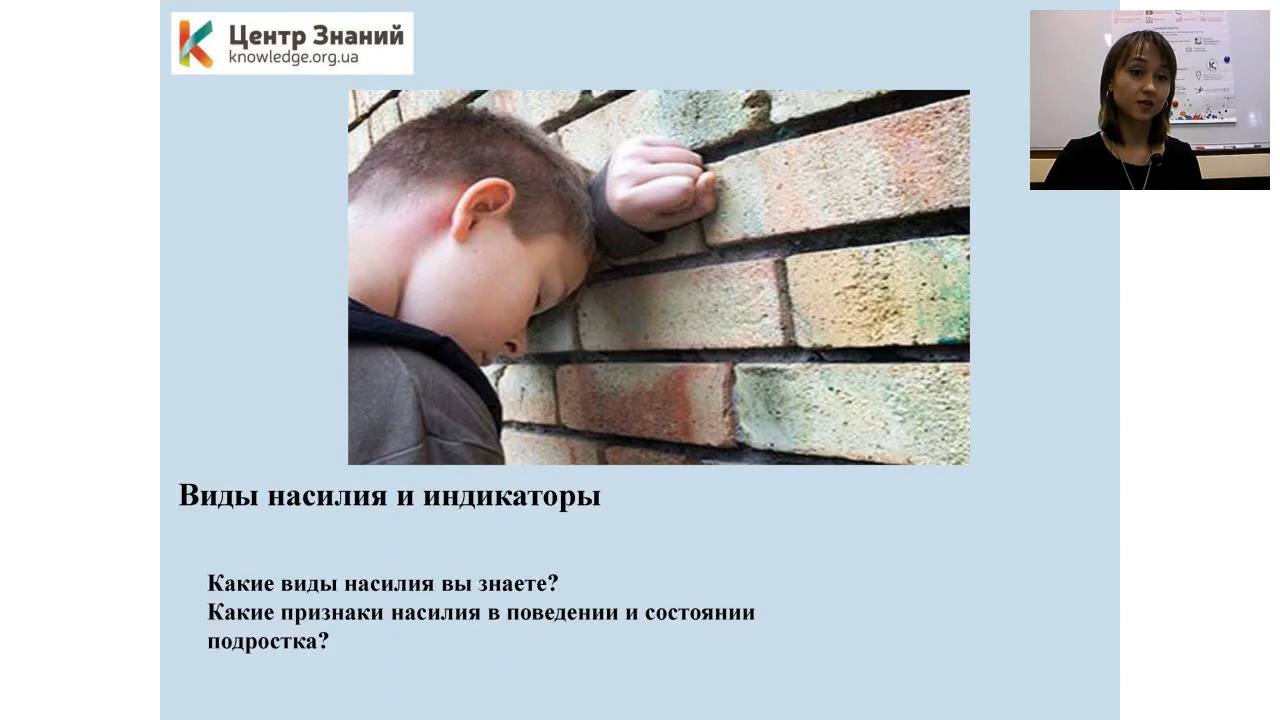 Центр Знаний
knowledge.org.ua
Виды насилия и индикаторы
Какие виды насилия вы знаете?
Какие признаки насилия в поведении и состоянии
подростка?